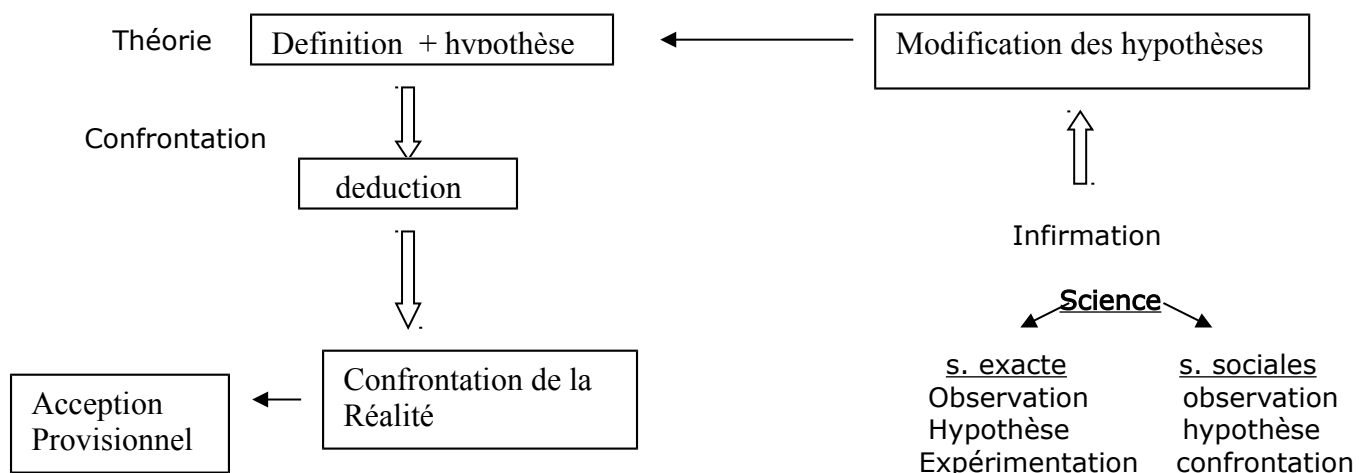 Théorie
Definition + hypothèse
Modification des hypothèses
Confrontation
deduction
Infirmation
Science
s. exacte
Observation
Hypothèse
Expérimentation
s. sociales
observation
hypothèse
confrontation
Confrontation de la
Réalité
Acception
Provisionnel